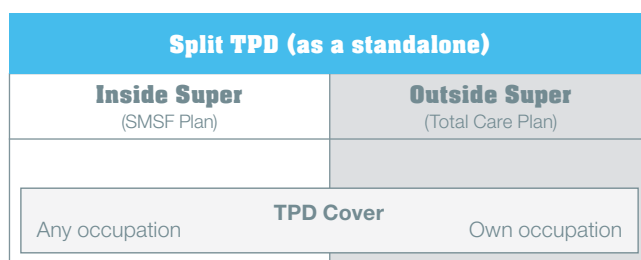 Split TPD (as a standalone)
Inside Super
(SMSF Plan)
Outside Super
(Total Care Plan)
TPD Cover
Any occupation
Own occupation